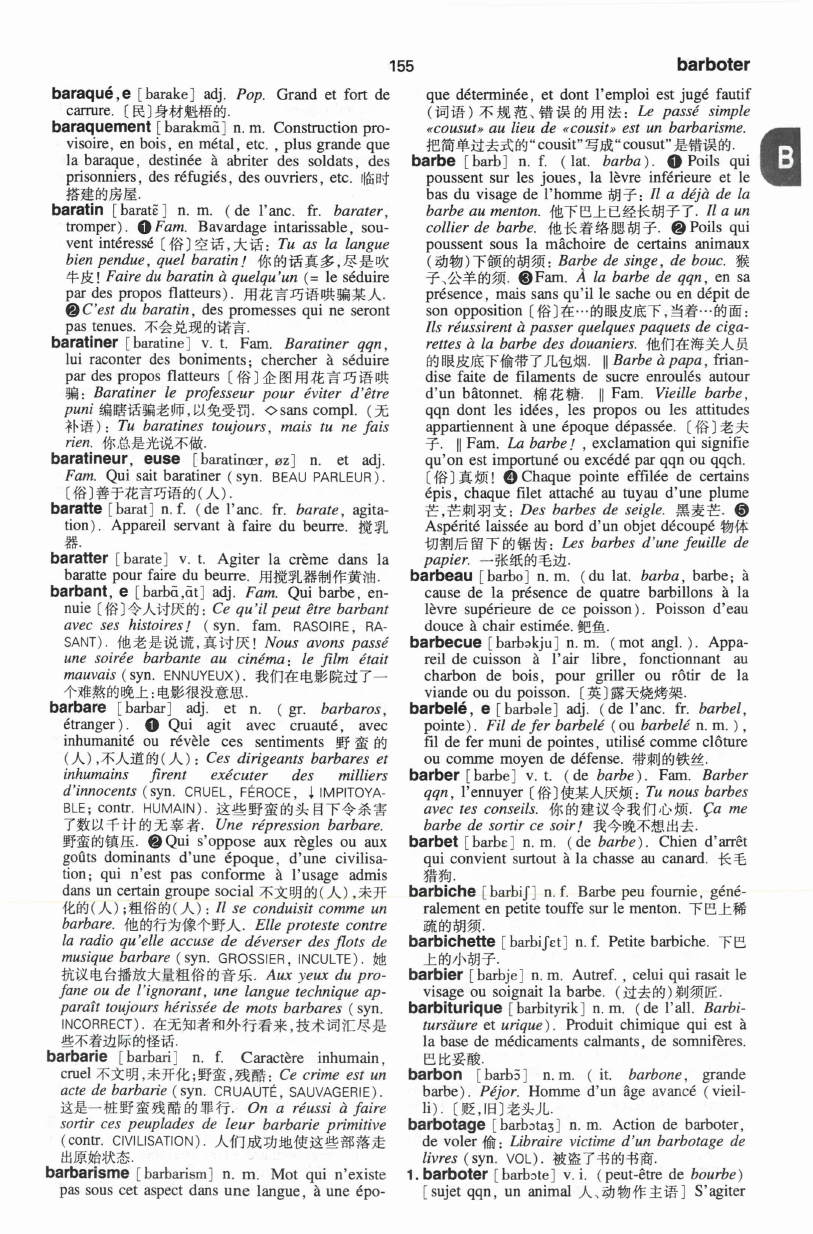 155
barboter
baraqué,e [barake] adj. Pop. Grand et fort de
carrure. 〔民〕身材魁梧的.
baraquement [barakmɑ̃] n. m. Construction pro-
visoire, en bois, en métal, etc. , plus grande que
la baraque, destinée à abriter des soldats, des
prisonniers, des réfugiés, des ouvriers, etc. 临时
搭建的房屋.
baratin [baratɛ̃] n. m. (de l'anc. fr. barater,
tromper). ❶ Fam. Bavardage intarissable, sou-
vent intéressé〔俗〕空话,大话: Tu as la langue
bien pendue, quel baratin! 你的话真多,尽是吹
牛皮! Faire du baratin à quelqu'un (= le séduire
par des propos flatteurs). 用花言巧语哄骗某人.
❷ C'est du baratin, des promesses qui ne seront
pas tenues. 不会兑现的诺言.
baratiner [baratine] v. t. Fam. Baratiner qqn,
lui raconter des boniments; chercher à séduire
par des propos flatteurs〔俗〕企图用花言巧语哄
骗: Baratiner le professeur pour éviter d'être
puni 编瞎话骗老师,以免受罚. ◇ sans compl. (无
补语): Tu baratines toujours, mais tu ne fais
rien. 你总是光说不做.
baratineur, euse [baratinœr, øz] n. et adj.
Fam. Qui sait baratiner (syn. BEAU PARLEUR).
〔俗〕善于花言巧语的(人).
baratte [barat] n. f. (de l'anc. fr. barate, agita-
tion). Appareil servant à faire du beurre. 搅乳
器.
baratter [barate] v. t. Agiter la crème dans la
baratte pour faire du beurre. 用搅乳器制作黄油.
barbant, e [barbɑ̃,ɑ̃t] adj. Fam. Qui barbe, en-
nuie〔俗〕令人讨厌的: Ce qu'il peut être barbant
avec ses histoires! (syn. fam. RASOIRE, RA-
SANT). 他老是说谎,真讨厌! Nous avons passé
une soirée barbante au cinéma: le film était
mauvais (syn. ENNUYEUX). 我们在电影院过了一
个难熬的晚上:电影很没意思.
barbare [barbar] adj. et n. (gr. barbaros,
étranger). ❶ Qui agit avec cruauté, avec
inhumanité ou révèle ces sentiments 野蛮的
(人),不人道的(人): Ces dirigeants barbares et
inhumains firent exécuter des milliers
d'innocents (syn. CRUEL, FÉROCE, ↓IMPITOYA-
BLE; contr. HUMAIN). 这些野蛮的头目下令杀害
了数以千计的无辜者. Une répression barbare.
野蛮的镇压. ❷ Qui s'oppose aux règles ou aux
goûts dominants d'une époque, d'une civilisa-
tion; qui n'est pas conforme à l'usage admis
dans un certain groupe social 不文明的(人),未开
化的(人);粗俗的(人): Il se conduisit comme un
barbare. 他的行为像个野人. Elle proteste contre
la radio qu'elle accuse de déverser des flots de
musique barbare (syn. GROSSIER, INCULTE). 她
抗议电台播放大量粗俗的音乐. Aux yeux du pro-
fane ou de l'ignorant, une langue technique ap-
paraît toujours hérissée de mots barbares (syn.
INCORRECT). 在无知者和外行看来,技术词汇尽是
些不着边际的怪话.
barbarie [barbari] n. f. Caractère inhumain,
cruel 不文明,未开化;野蛮,残酷: Ce crime est un
acte de barbarie (syn. CRUAUTÉ, SAUVAGERIE).
这是一桩野蛮残酷的罪行. On a réussi à faire
sortir ces peuplades de leur barbarie primitive
(contr. CIVILISATION). 人们成功地使这些部落走
出原始状态.
barbarisme [barbarism] n. m. Mot qui n'existe
pas sous cet aspect dans une langue, à une épo-
que déterminée, et dont l'emploi est jugé fautif
(词语)不规范、错误的用法: Le passé simple
«cousut» au lieu de «cousit» est un barbarisme.
把简单过去式的“cousit”写成“cousut”是错误的.
barbe [barb] n. f. (lat. barba). ❶ Poils qui
poussent sur les joues, la lèvre inférieure et le
bas du visage de l'homme 胡子: Il a déjà de la
barbe au menton. 他下巴上已经长胡子了. Il a un
collier de barbe. 他长着络腮胡子. ❷ Poils qui
poussent sous la mâchoire de certains animaux
(动物)下颌的胡须: Barbe de singe, de bouc. 猴
子、公羊的须. ❸ Fam. À la barbe de qqn, en sa
présence, mais sans qu'il le sache ou en dépit de
son opposition〔俗〕在…的眼皮底下,当着…的面:
Ils réussirent à passer quelques paquets de ciga-
rettes à la barbe des douaniers. 他们在海关人员
的眼皮底下偷带了几包烟. ‖ Barbe à papa, frian-
dise faite de filaments de sucre enroulés autour
d'un bâtonnet. 棉花糖. ‖ Fam. Vieille barbe,
qqn dont les idées, les propos ou les attitudes
appartiennent à une époque dépassée. 〔俗〕老夫
子. ‖ Fam. La barbe! , exclamation qui signifie
qu'on est importuné ou excédé par qqn ou qqch.
〔俗〕真烦! ❹ Chaque pointe effilée de certains
épis, chaque filet attaché au tuyau d'une plume
芒,芒刺羽支: Des barbes de seigle. 黑麦芒. ❺
Aspérité laissée au bord d'un objet découpé 物体
切割后留下的锯齿: Les barbes d'une feuille de
papier. 一张纸的毛边.
barbeau [barbo] n. m. (du lat. barba, barbe; à
cause de la présence de quatre barbillons à la
lèvre supérieure de ce poisson). Poisson d'eau
douce à chair estimée. 鲃鱼.
barbecue [barbəkju] n. m. (mot angl.). Appa-
reil de cuisson à l'air libre, fonctionnant au
charbon de bois, pour griller ou rôtir de la
viande ou du poisson. 〔英〕露天烧烤架.
barbelé, e [barbəle] adj. (de l'anc. fr. barbel,
pointe). Fil de fer barbelé (ou barbelé n. m.),
fil de fer muni de pointes, utilisé comme clôture
ou comme moyen de défense. 带刺的铁丝.
barber [barbe] v. t. (de barbe). Fam. Barber
qqn, l'ennuyer〔俗〕使某人厌烦: Tu nous barbes
avec tes conseils. 你的建议令我们心烦. Ça me
barbe de sortir ce soir! 我今晚不想出去.
barbet [barbɛ] n. m. (de barbe). Chien d'arrêt
qui convient surtout à la chasse au canard. 长毛
猎狗.
barbiche [barbiʃ] n. f. Barbe peu fournie, géné-
ralement en petite touffe sur le menton. 下巴上稀
疏的胡须.
barbichette [barbiʃɛt] n. f. Petite barbiche. 下巴
上的小胡子.
barbier [barbje] n. m. Autref. , celui qui rasait le
visage ou soignait la barbe. (过去的)剃须匠.
barbiturique [barbityrik] n. m. (de l'all. Barbi-
tursäure et urique). Produit chimique qui est à
la base de médicaments calmants, de somnifères.
巴比妥酸.
barbon [barbɔ̃] n. m. (it. barbone, grande
barbe). Péjor. Homme d'un âge avancé (vieil-
li). 〔贬,旧〕老头儿.
barbotage [barbɔtaʒ] n. m. Action de barboter,
de voler 偷: Libraire victime d'un barbotage de
livres (syn. VOL). 被盗了书的书商.
1. barboter [barbɔte] v. i. (peut-être de bourbe)
[sujet qqn, un animal 人、动物作主语] S'agiter
B